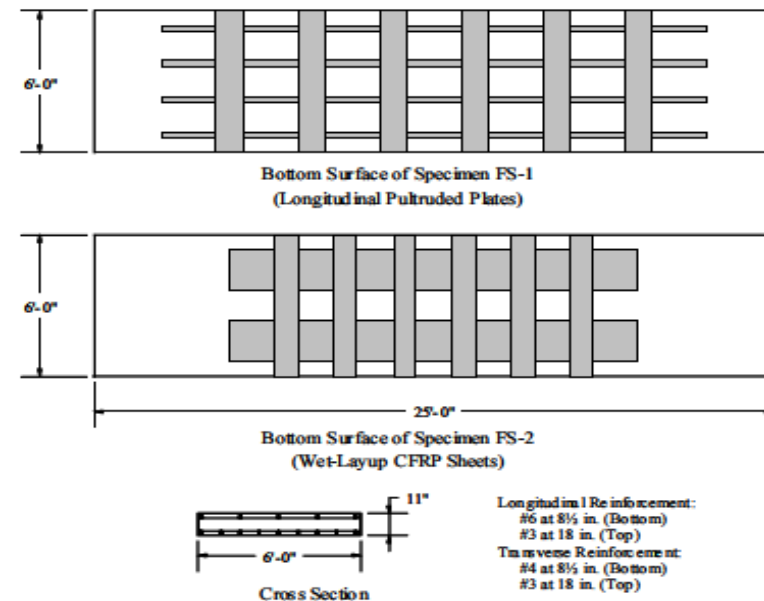 6'-0"
Bottom Surface of Specimen FS-1
(Longitudinal Pultruded Plates)
6'-0"
25'-0"
Bottom Surface of Specimen FS-2
(Wet-Layup CFRP Sheets)
11"
6'-0"
Cross Section
Longitudinal Reinforcement:
#6 at 8½ in. (Bottom)
#3 at 18 in. (Top)
Transverse Reinforcement:
#4 at 8½ in. (Bottom)
#3 at 18 in. (Top)